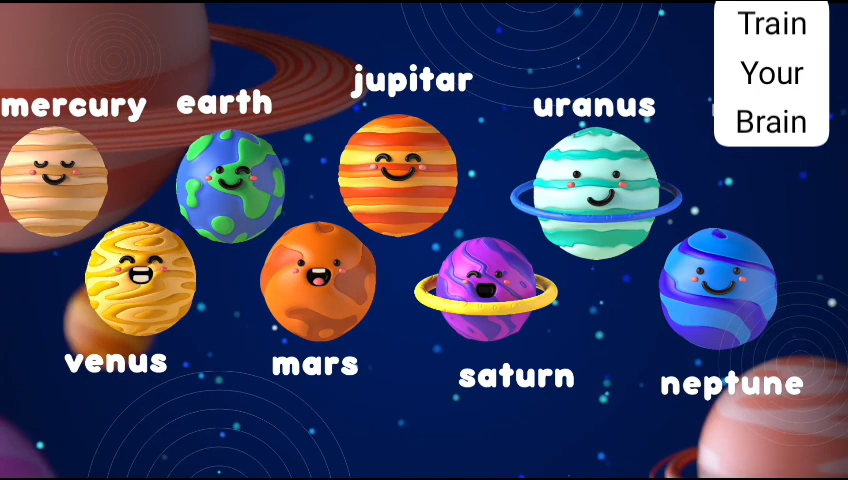 Train
Your
Brain
mercury
earth
jupitar
uranus
venus
mars
saturn
neptune